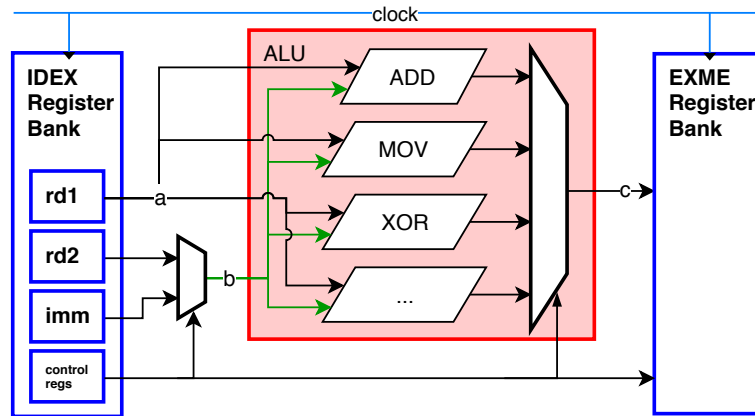 clock
IDEX
Register
Bank
ALU
ADD
EXME
Register
Bank
MOV
rd1
a
c
XOR
rd2
b
imm
...
control
regs